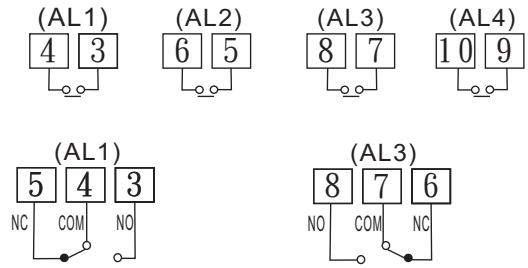 (AL1) (AL2) (AL3) (AL4)
4 3 6 5 8 7 10 9
(AL1) (AL3)
5 4 3 8 7 6
NC COM NO NO COM NC